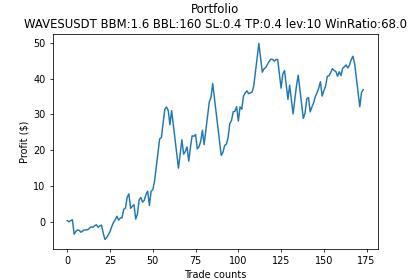 Portfolio
WAVESUSDT BBM:1.6 BBL:160 SL:0.4 TP:0.4 lev:10 WinRatio:68.0
50
40
30
20
10
0
Profit ($)
0 25 50 75 100 125 150 175
Trade counts